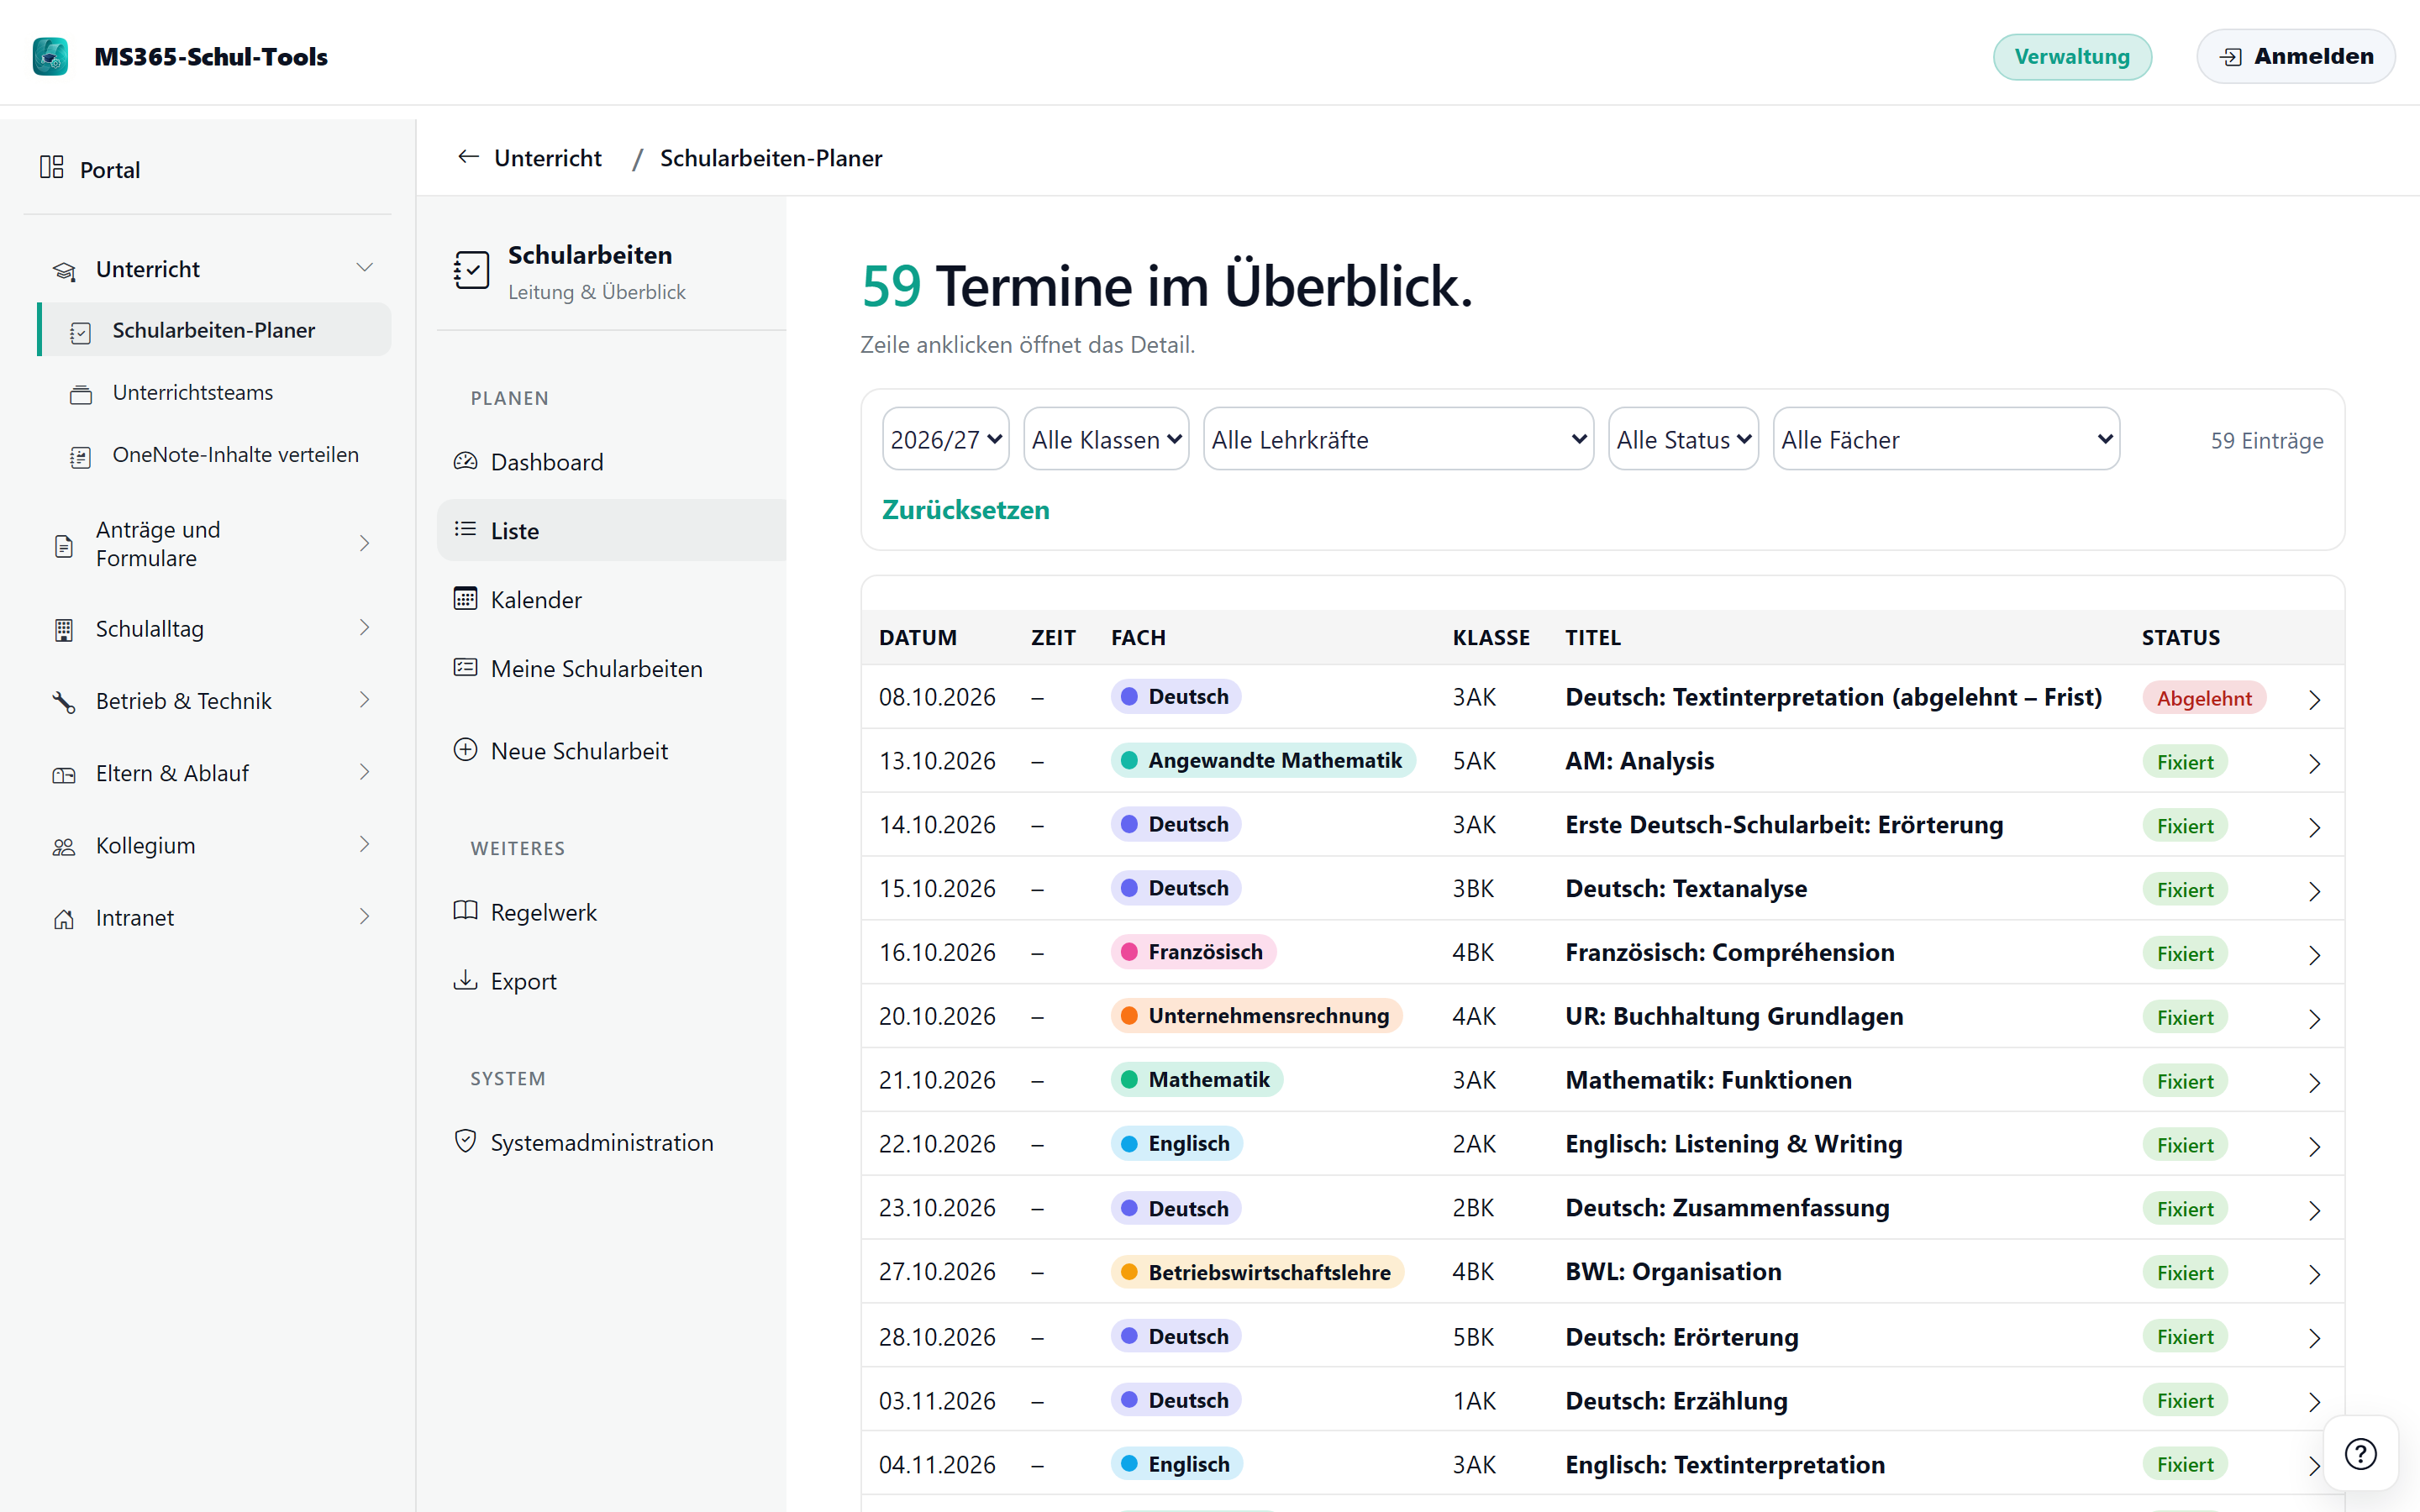 MS365-Schul-Tools
Verwaltung
Anmelden
Portal
Unterricht
Schularbeiten-Planer
Unterrichtsteams
OneNote-Inhalte verteilen
Anträge und
Formulare
Schulalltag
Betrieb & Technik
Eltern & Ablauf
Kollegium
Intranet
Unterricht / Schularbeiten-Planer
Schularbeiten
Leitung & Überblick
PLANEN
Dashboard
Liste
Kalender
Meine Schularbeiten
Neue Schularbeit
WEITERES
Regelwerk
Export
SYSTEM
Systemadministration
59 Termine im Überblick.
Zeile anklicken öffnet das Detail.
2026/27 Alle Klassen Alle Lehrkräfte Alle Status Alle Fächer 59 Einträge
Zurücksetzen
DATUM ZEIT FACH KLASSE TITEL STATUS
08.10.2026 – Deutsch 3AK Deutsch: Textinterpretation (abgelehnt – Frist) Abgelehnt
13.10.2026 – Angewandte Mathematik 5AK AM: Analysis Fixiert
14.10.2026 – Deutsch 3AK Erste Deutsch-Schularbeit: Erörterung Fixiert
15.10.2026 – Deutsch 3BK Deutsch: Textanalyse Fixiert
16.10.2026 – Französisch 4BK Französisch: Compréhension Fixiert
20.10.2026 – Unternehmensrechnung 4AK UR: Buchhaltung Grundlagen Fixiert
21.10.2026 – Mathematik 3AK Mathematik: Funktionen Fixiert
22.10.2026 – Englisch 2AK Englisch: Listening & Writing Fixiert
23.10.2026 – Deutsch 2BK Deutsch: Zusammenfassung Fixiert
27.10.2026 – Betriebswirtschaftslehre 4BK BWL: Organisation Fixiert
28.10.2026 – Deutsch 5BK Deutsch: Erörterung Fixiert
03.11.2026 – Deutsch 1AK Deutsch: Erzählung Fixiert
04.11.2026 – Englisch 3AK Englisch: Textinterpretation Fixiert